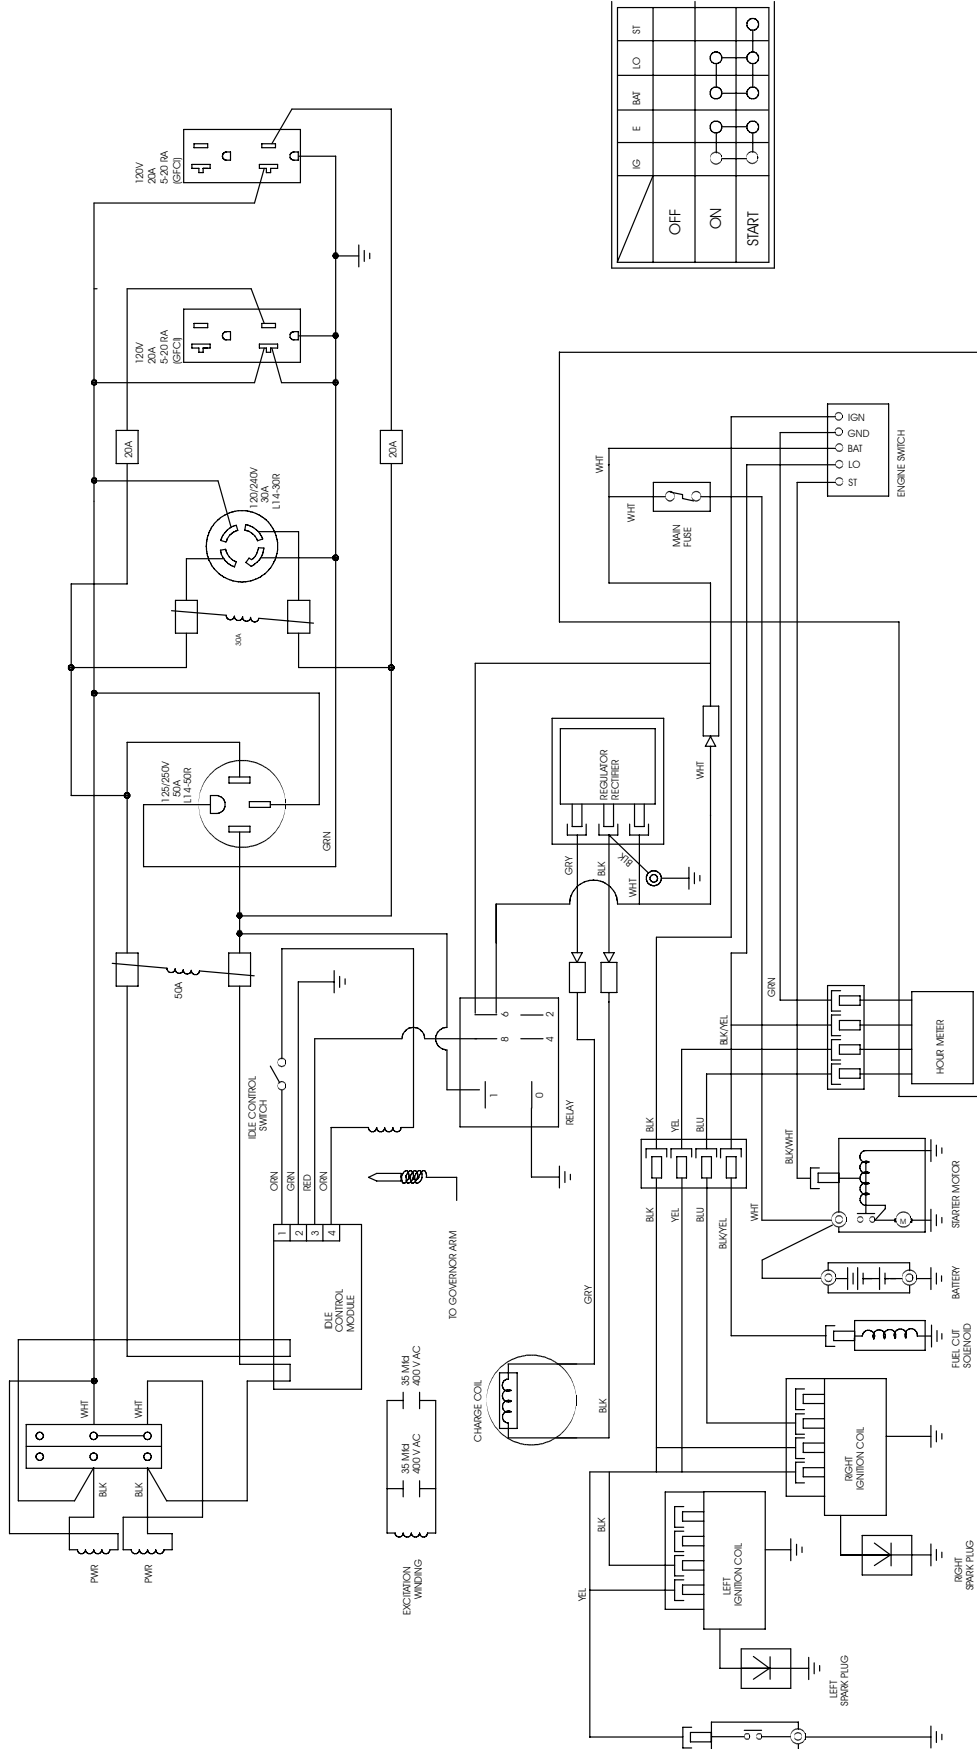 ST
LO
BAT
E
IG
OFF
ON
START
120V
20A
5-20 RA
(GFCI)
120V
20A
5-20 RA
(GFCI)
20A
20A
120/240V
30A
L14-30R
30A
125/250V
50A
L14-50R
GRN
50A
IDLE CONTROL
SWITCH
ORN
GRN
RED
ORN
1
2
3
4
IDLE
CONTROL
MODULE
TO GOVERNOR ARM
WHT
WHT
BLK
BLK
PWR
PWR
35 Mfd
400 V AC
35 Mfd
400 V AC
EXCITATION
WINDING
WHT
WHT
MAIN
FUSE
IGN
GND
BAT
LO
ST
ENGINE SWITCH
REGULATOR
RECTIFIER
GRY
BLK
BLK
WHT
WHT
6
2
8
4
1
0
RELAY
GRY
BLK
CHARGE COIL
GRN
BLK/YEL
HOUR METER
BLK
YEL
BLU
BLK/WHT
BLK
YEL
BLU
BLK/YEL
WHT
M
STARTER MOTOR
BATTERY
FUEL CUT
SOLENOID
RIGHT
IGNITION COIL
BLK
YEL
LEFT
IGNITION COIL
RIGHT
SPARK PLUG
LEFT
SPARK PLUG